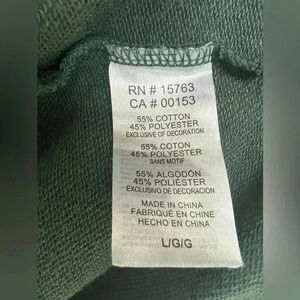 RN # 15763
CA # 00153
55% COTTON
45% POLYESTER
EXCLUSIVE OF DECORATION
55% COTON
45% POLYESTER
SANS MOTIF
55% ALGODÓN
45% POLIÉSTER
EXCLUSIVO DE DECORACIÓN
MADE IN CHINA
FABRIQUÉ EN CHINE
HECHO EN CHINA
L/G/G